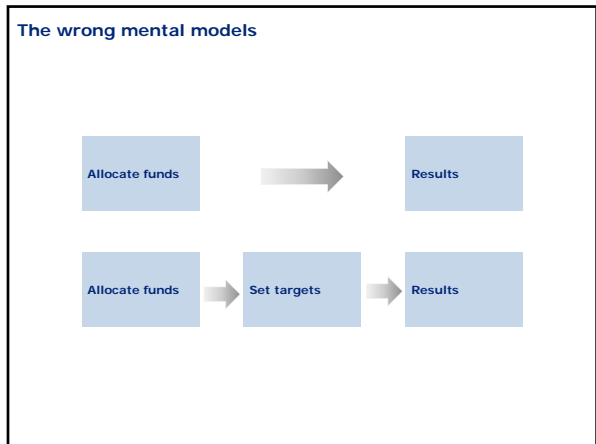 The wrong mental models
Allocate funds
Results
Allocate funds
Set targets
Results